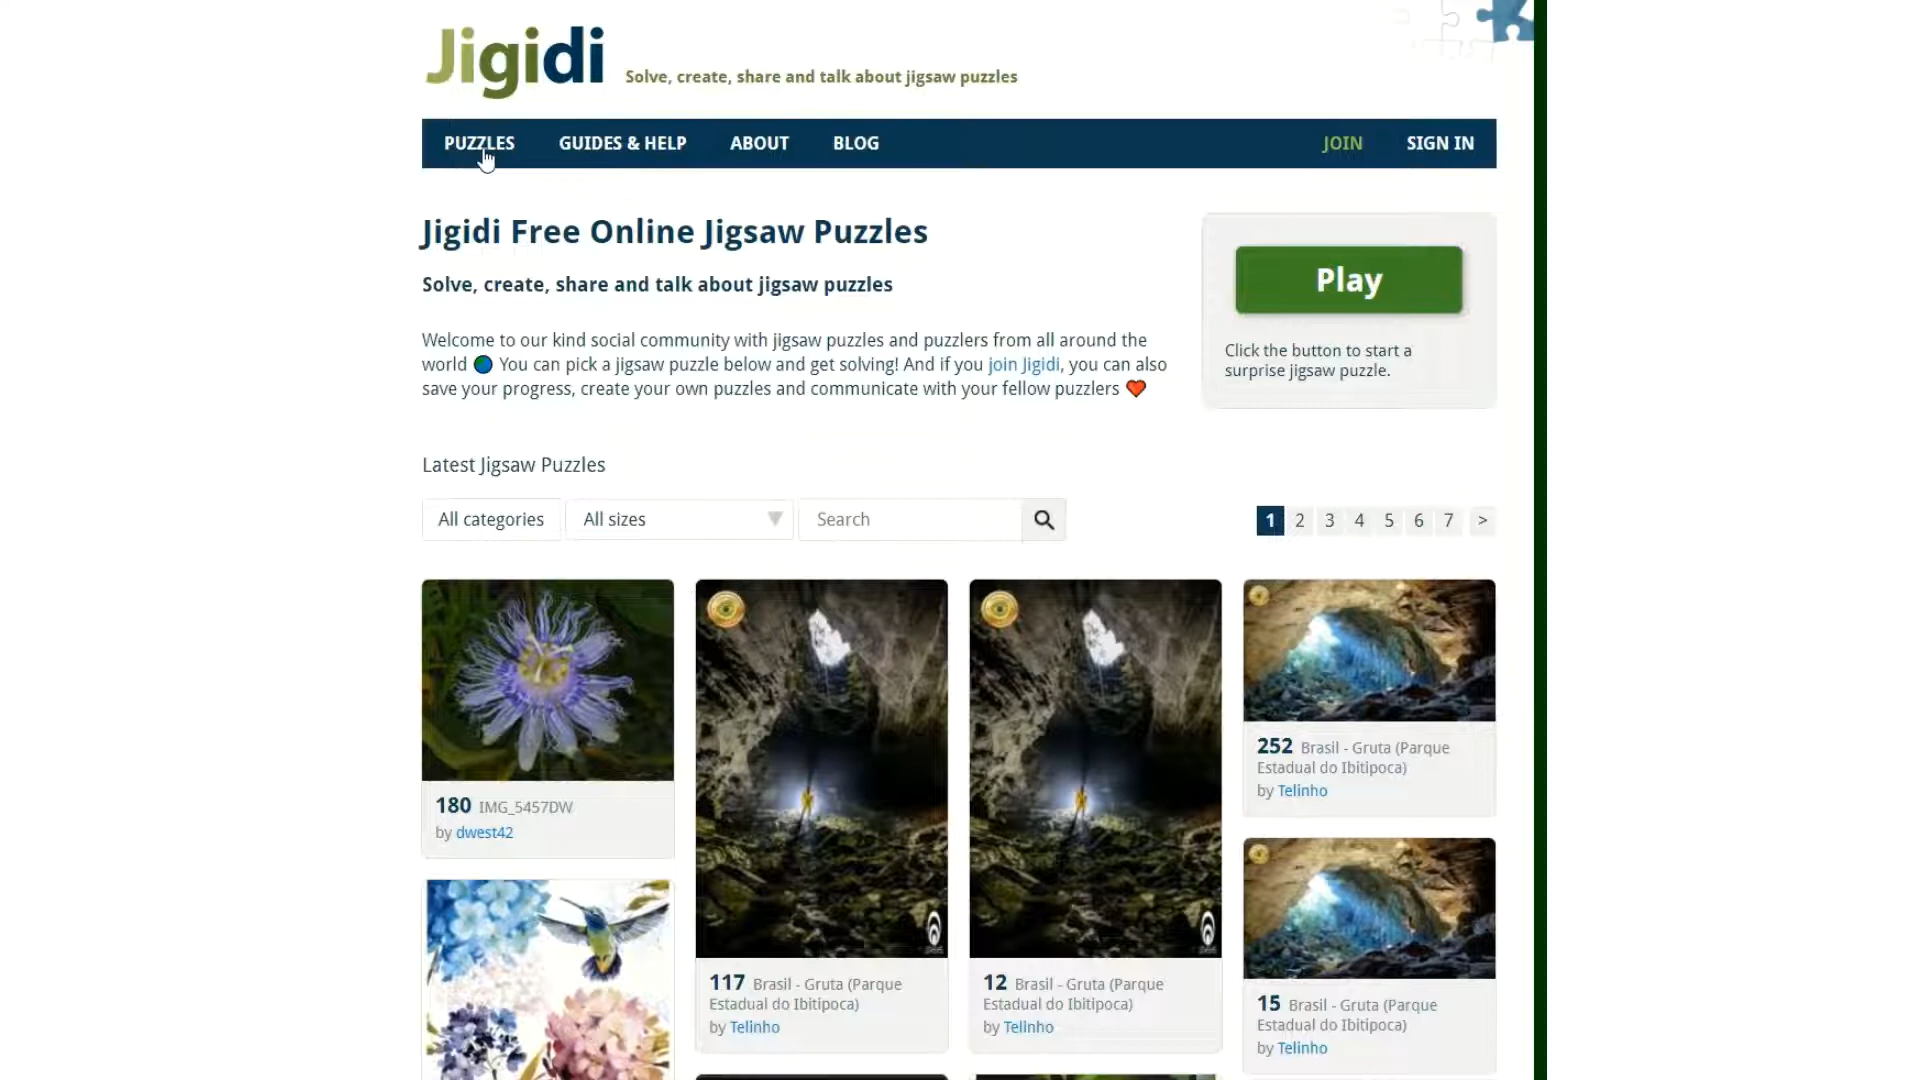 Jigidi
Solve, create, share and talk about jigsaw puzzles
PUZZLES
GUIDES & HELP
ABOUT
BLOG
JOIN
SIGN IN
Jigidi Free Online Jigsaw Puzzles
Solve, create, share and talk about jigsaw puzzles
Welcome to our kind social community with jigsaw puzzles and puzzlers from all around the
world 🌍 You can pick a jigsaw puzzle below and get solving! And if you join Jigidi, you can also
save your progress, create your own puzzles and communicate with your fellow puzzlers ❤️
Play
Click the button to start a
surprise jigsaw puzzle.
Latest Jigsaw Puzzles
All categories
All sizes
Search
1 2 3 4 5 6 7 >
180 IMG_5457DW
by dwest42
117 Brasil - Gruta (Parque
Estadual do Ibitipoca)
by Telinho
12 Brasil - Gruta (Parque
Estadual do Ibitipoca)
by Telinho
252 Brasil - Gruta (Parque
Estadual do Ibitipoca)
by Telinho
15 Brasil - Gruta (Parque
Estadual do Ibitipoca)
by Telinho